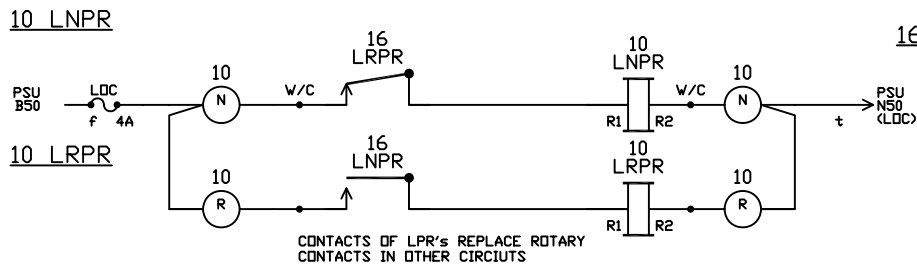 10 LNPR
16
16
LRPR
10
LNPR
10
10
PSU
B50
LOC
f 4A
N
W/C
R1 R2
W/C
N
t
PSU
N50
(LOC)
10 LRPR
10
R
16
LNPR
10
LRPR
R1 R2
10
R
CONTACTS OF LPR's REPLACE ROTARY
CONTACTS IN OTHER CIRCIUTS